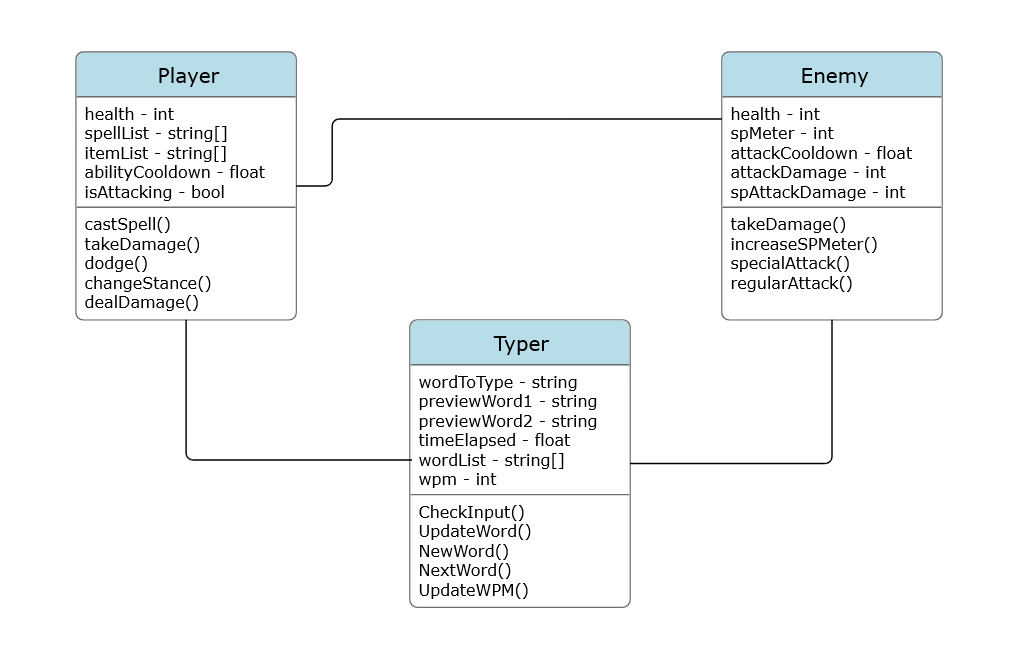 Player
health - int
spellList - string[]
itemList - string[]
abilityCooldown - float
isAttacking - bool
castSpell()
takeDamage()
dodge()
changeStance()
dealDamage()
Enemy
health - int
spMeter - int
attackCooldown - float
attackDamage - int
spAttackDamage - int
takeDamage()
increaseSPMeter()
specialAttack()
regularAttack()
Typer
wordToType - string
previewWord1 - string
previewWord2 - string
timeElapsed - float
wordList - string[]
wpm - int
CheckInput()
UpdateWord()
NewWord()
NextWord()
UpdateWPM()